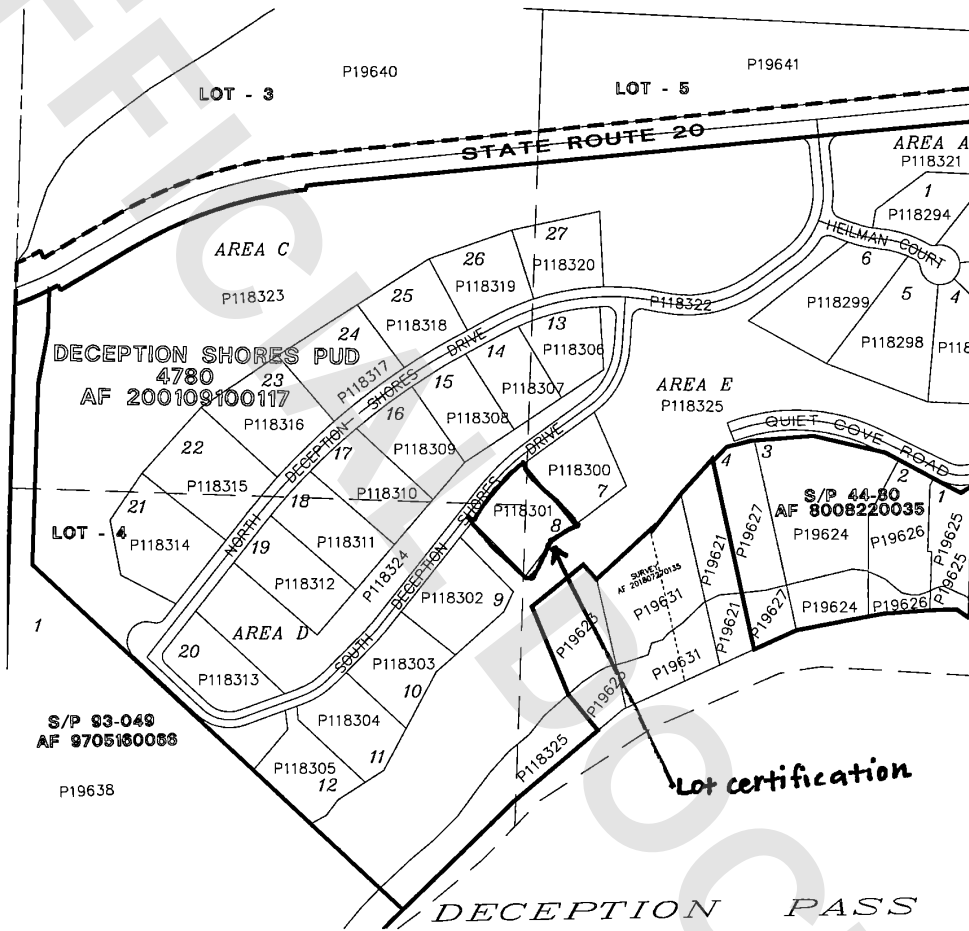 P19640
P19641
LOT - 3
LOT - 5
STATE ROUTE 20
AREA A
P118321
1
P118294
AREA C
27
HEILMAN COURT
26
P118320
6
25
P118319
5
4
P118323
P118322
P118299
24
P118318
13
DECEPTION SHORES PUD
4780
AF 200109100117
P118306
P118298
14
23
P118317
15
P118307
AREA E
P118325
NORTH DECEPTION SHORES DRIVE
16
P118316
P118308
QUIET COVE ROAD
22
17
P118309
3
4
P118300
2
P118315
P118310
7
1
18
S/P 44-80
AF 8008220035
21
P118301
8
LOT - 4
P118311
P19627
P19624
P19626
P19625
P118314
19
P19621
SURVEY
P118324
P118312
P118302
P19631
P19625
9
P19624
P19626
P19627
P19621
1
AREA D
SOUTH DECEPTION SHORES DRIVE
20
P118303
P19631
P118313
10
S/P 93-049
P118304
11
P118325
P118305
12
Lot certification
P19638
DECEPTION PASS